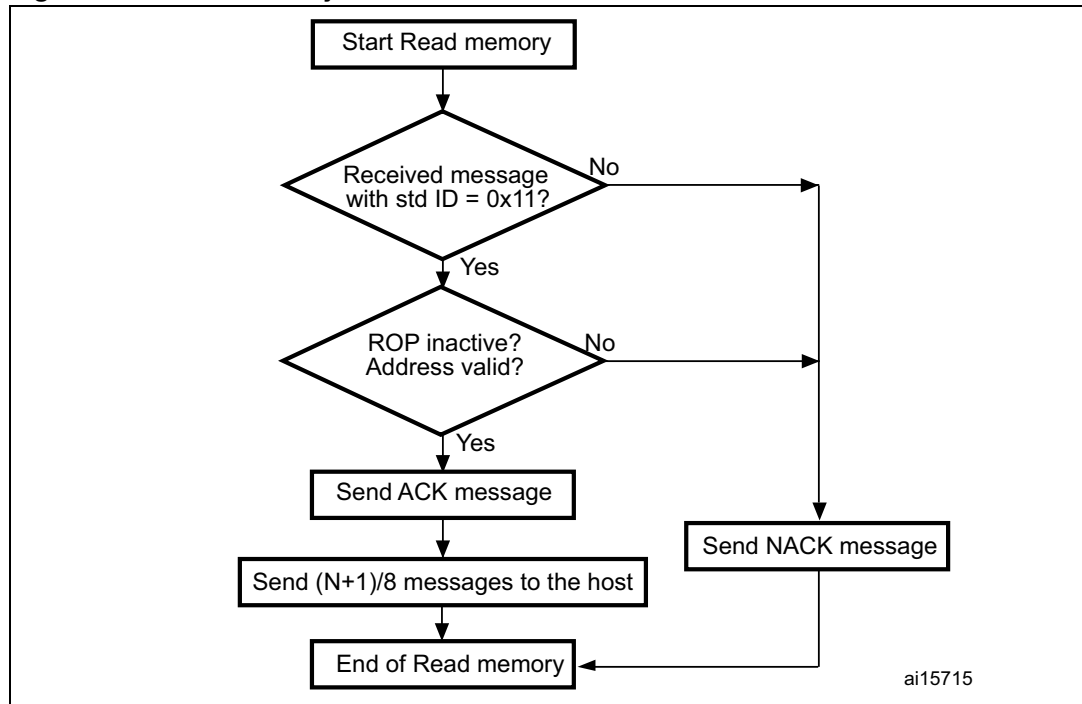 Start Read memory
Received message
with std ID = 0x11?
No
Yes
ROP inactive?
Address valid?
No
Yes
Send ACK message
Send NACK message
Send (N+1)/8 messages to the host
End of Read memory
ai15715